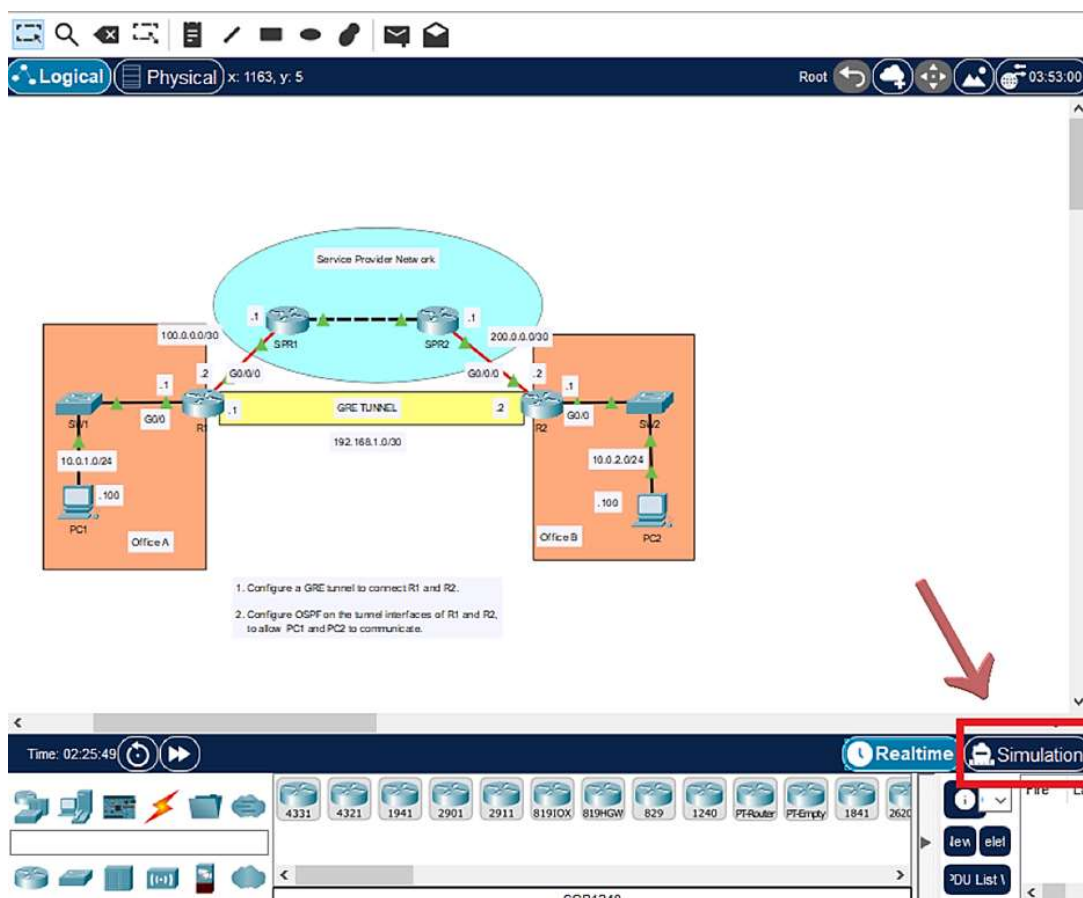 Logical Physical x: 1163, y: 5 Root 03:53:00
Service Provider Network
.1 .1
SPR1 SPR2
100.0.0.0/30 200.0.0.0/30
.2 G0/0/0 G0/0/0 .2
.1 .1
GRE TUNNEL
.1 .2
SW1 G0/0 R1 R2 G0/0 SW2
192.168.1.0/30
10.0.1.0/24 10.0.2.0/24
.100 .100
PC1 PC2
Office A Office B
1. Configure a GRE tunnel to connect R1 and R2.
2. Configure OSPF on the tunnel interfaces of R1 and R2,
to allow PC1 and PC2 to communicate.
Time: 02:25:49 Realtime Simulation
4331 4321 1941 2901 2911 819IOX 819HGW 829 1240 PT-Router PT-Empty 1841 2620
Fire
New elet
PDU List